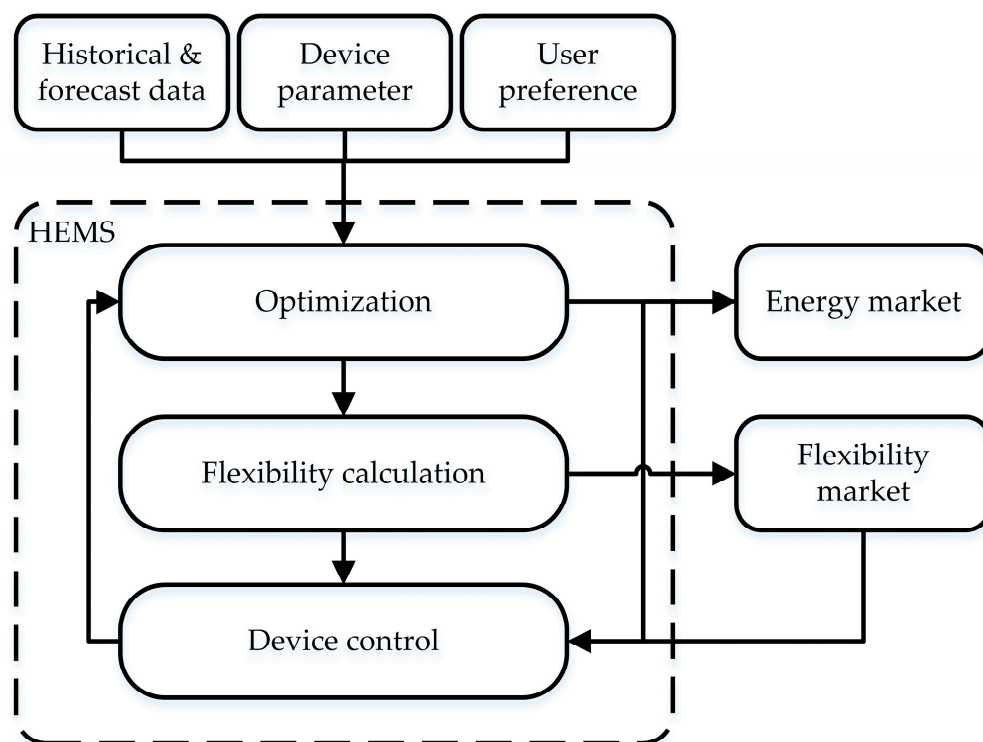 Historical &
forecast data
Device
parameter
User
preference
HEMS
Optimization
Energy market
Flexibility calculation
Flexibility
market
Device control